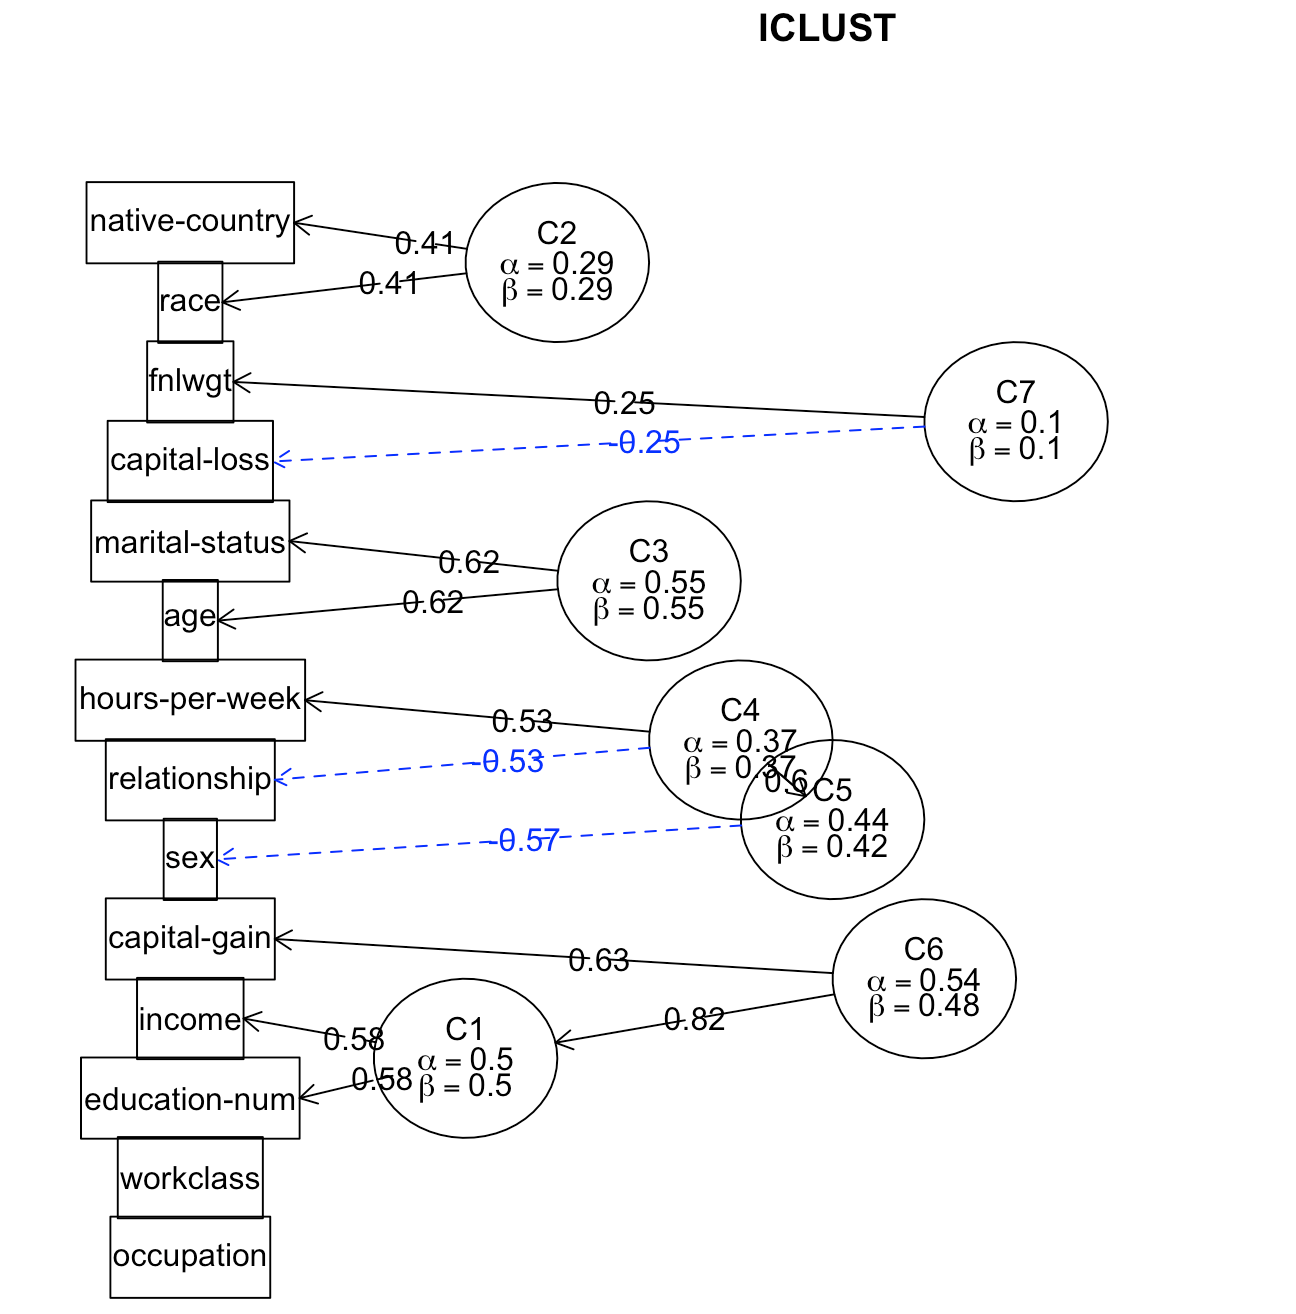 ICLUST
native-country
0.41
C2
α = 0.29
β = 0.29
race
0.41
fnlwgt
0.25
C7
α = 0.1
β = 0.1
capital-loss
-0.25
marital-status
0.62
C3
α = 0.55
β = 0.55
age
0.62
hours-per-week
0.53
C4
α = 0.37
β = 0.37
relationship
-0.53
0.6
C5
α = 0.44
β = 0.42
sex
-0.57
capital-gain
0.63
C6
α = 0.54
β = 0.48
income
0.58
C1
α = 0.5
β = 0.5
0.82
education-num
0.58
workclass
occupation